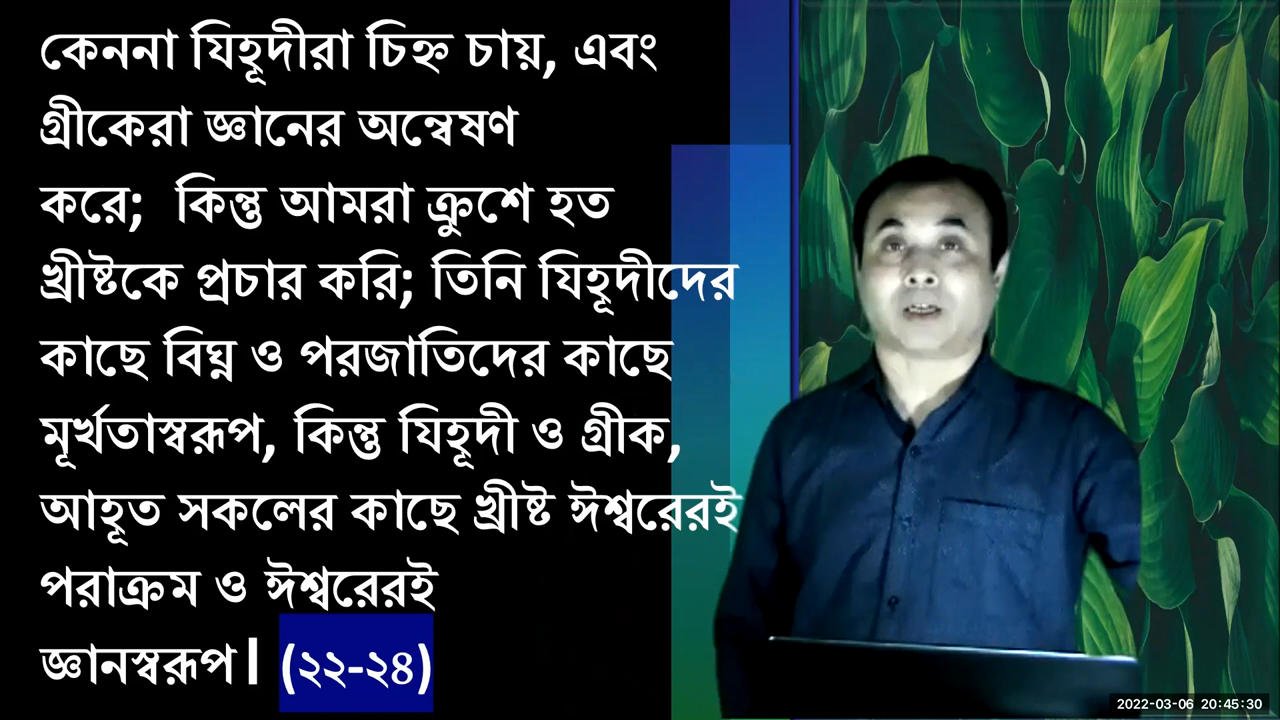 কেননা যিহূদীরা চিহ্ন চায়, এবং
গ্রীকেরা জ্ঞানের অন্বেষণ
করে; কিন্তু আমরা ক্রুশে হত
খ্রীষ্টকে প্রচার করি; তিনি যিহূদীদের
কাছে বিঘ্ন ও পরজাতিদের কাছে
মূর্খতাস্বরূপ, কিন্তু যিহূদী ও গ্রীক,
আহূত সকলের কাছে খ্রীষ্ট ঈশ্বরেরই
পরাক্রম ও ঈশ্বরেরই
জ্ঞানস্বরূপ। (২২-২৪)
2022-03-06 20:45:30